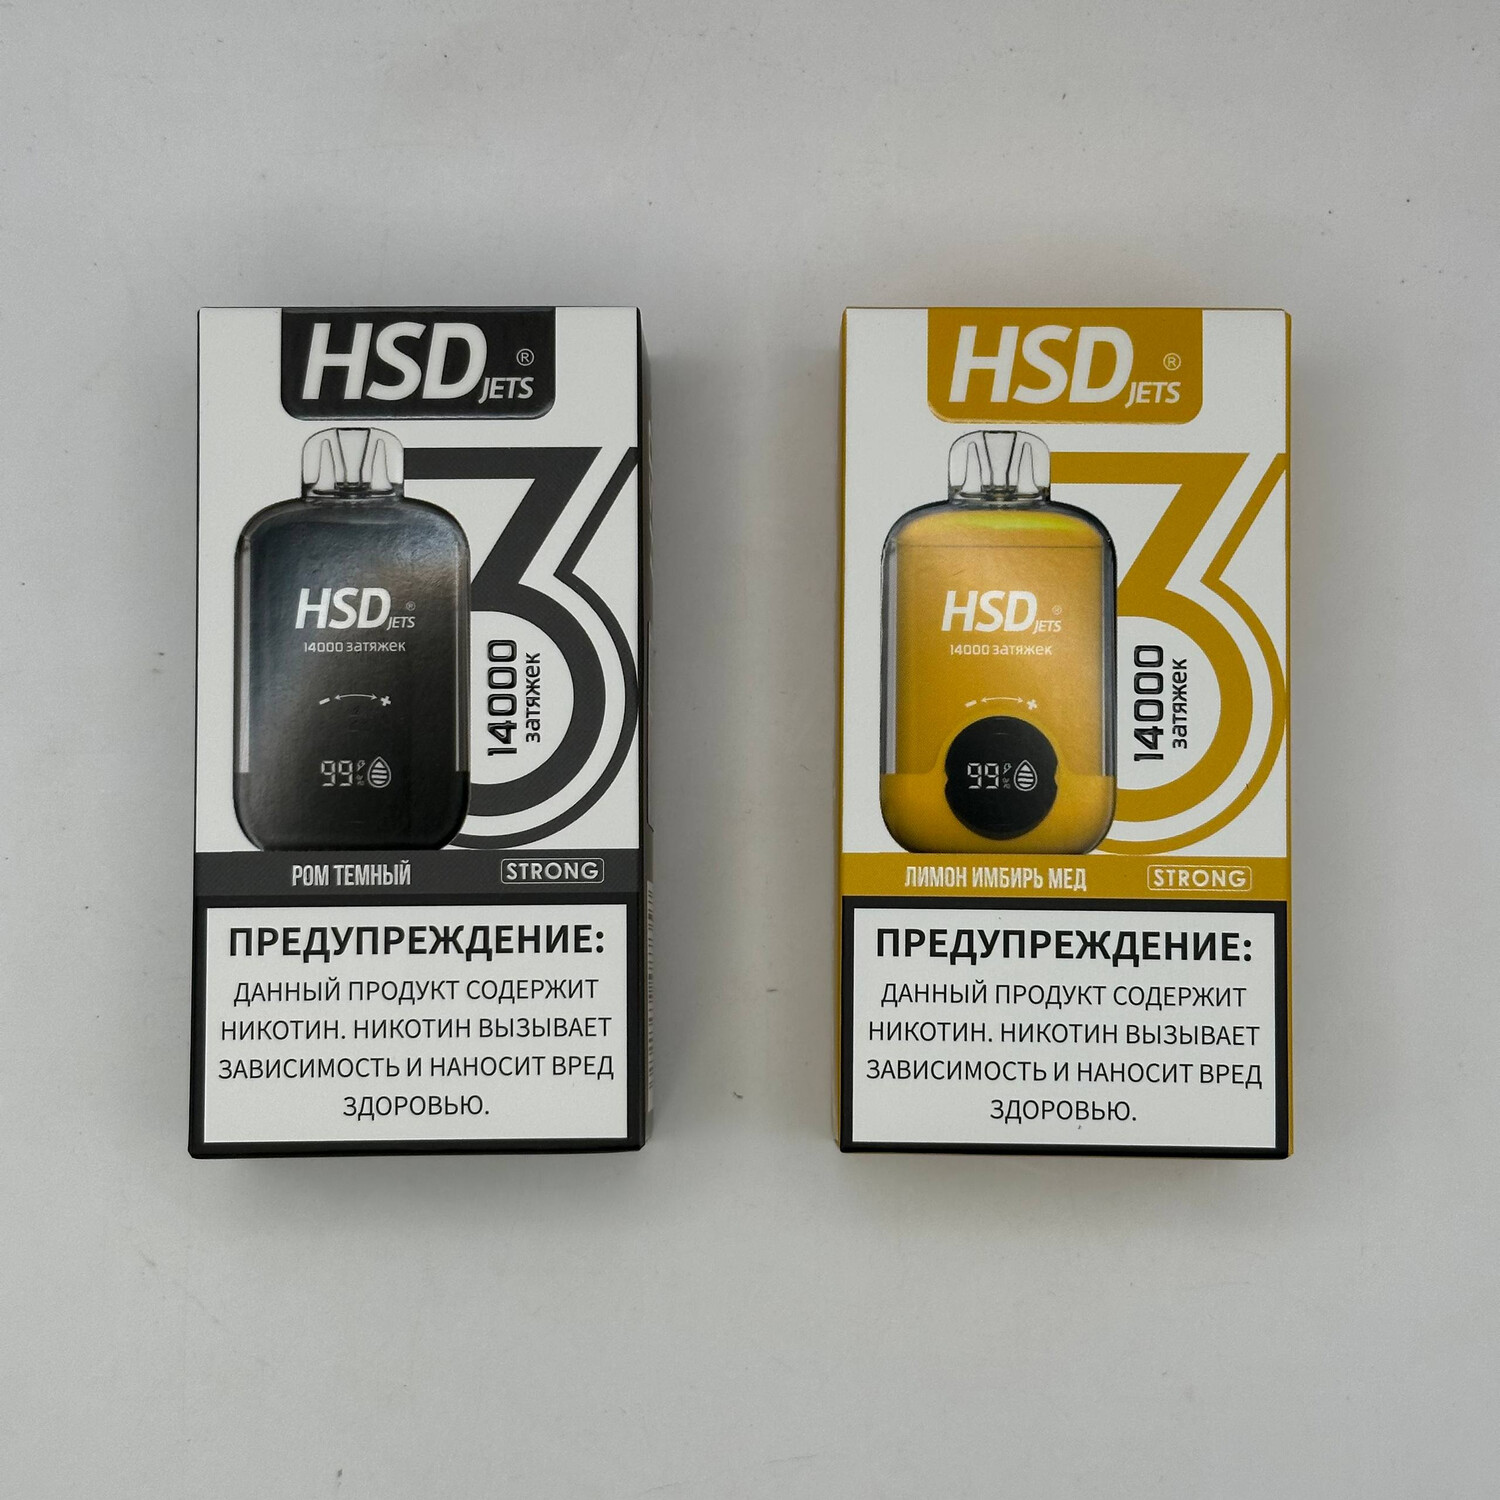 HSD JETS ®
HSD JETS ®
14000 затяжек
99
3
14000
затяжек
РОМ ТЕМНЫЙ
STRONG
ПРЕДУПРЕЖДЕНИЕ:
ДАННЫЙ ПРОДУКТ СОДЕРЖИТ
НИКОТИН. НИКОТИН ВЫЗЫВАЕТ
ЗАВИСИМОСТЬ И НАНОСИТ ВРЕД
ЗДОРОВЬЮ.
HSD JETS ®
HSD JETS ®
14000 затяжек
99
3
14000
затяжек
ЛИМОН ИМБИРЬ МЕД
STRONG
ПРЕДУПРЕЖДЕНИЕ:
ДАННЫЙ ПРОДУКТ СОДЕРЖИТ
НИКОТИН. НИКОТИН ВЫЗЫВАЕТ
ЗАВИСИМОСТЬ И НАНОСИТ ВРЕД
ЗДОРОВЬЮ.